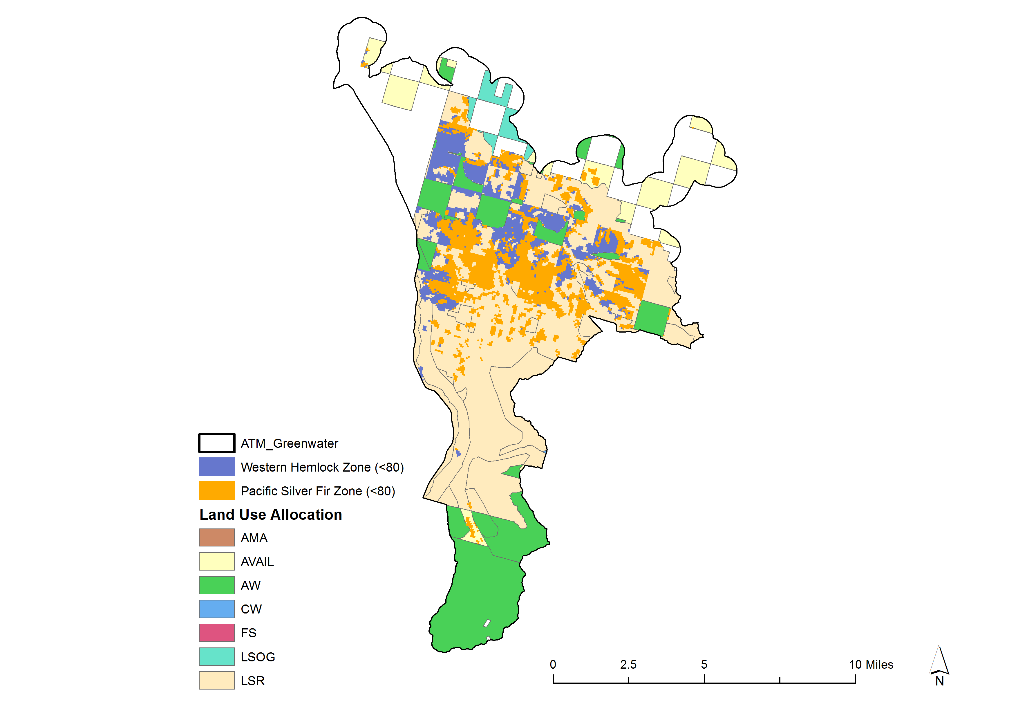 ATM_Greenwater
Western Hemlock Zone (<80)
Pacific Silver Fir Zone (<80)
Land Use Allocation
AMA
AVAIL
AW
CW
FS
LSOG
LSR
0 2.5 5 10 Miles
N